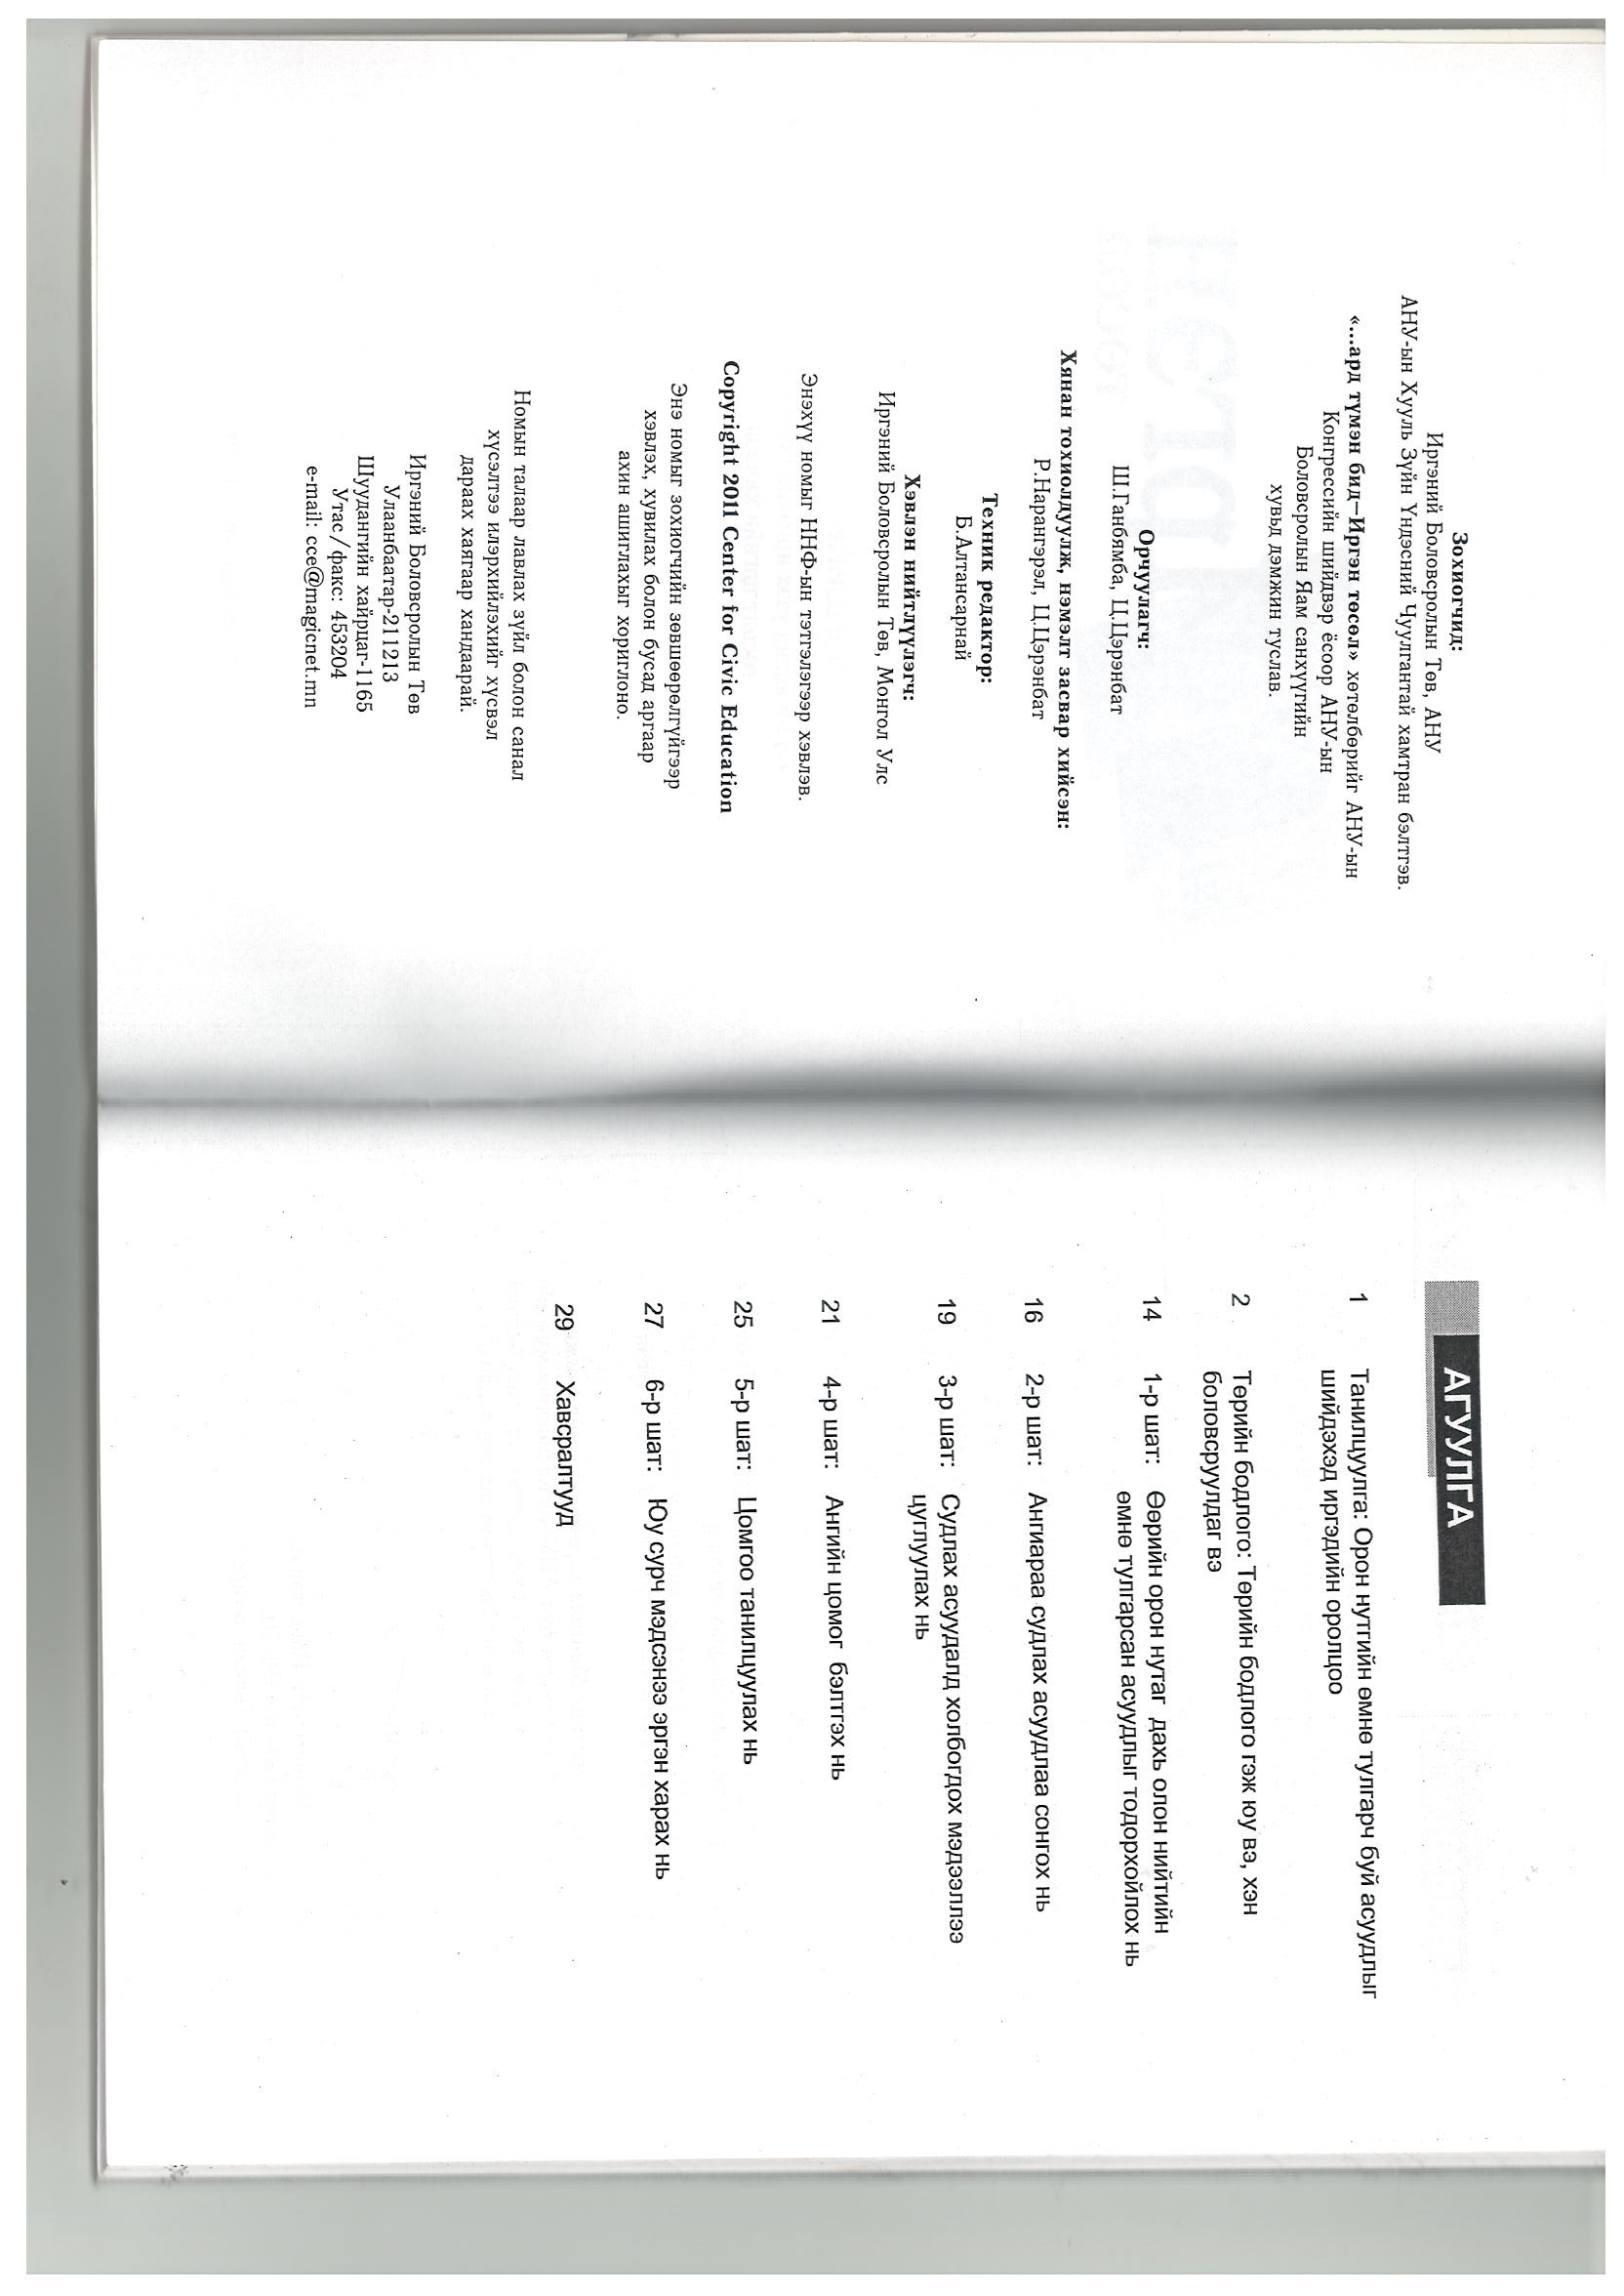 Зохиогчид:
Иргэний Боловсролын Төв, АНУ
АНУ-ын Хууль Зүйн Үндэсний Чуулгантай хамтран бэлтгэв.
«...ард түмэн бид–Иргэн төсөл» хөтөлбөрийг АНУ-ын
Конгрессийн шийдвэр ёсоор АНУ-ын
Боловсролын Яам санхүүгийн
хувьд дэмжин туслав.
Орчуулагч:
Ш.Ганбямба, Ц.Цэрэнбат
Хянан тохиолдуулж, нэмэлт засвар хийсэн:
Р.Нарангэрэл, Ц.Цэрэнбат
Техник редактор:
Б.Алтансарнай
Хэвлэн нийтлүүлэгч:
Иргэний Боловсролын Төв, Монгол Улс
Энэхүү номыг ННФ-ын тэтгэлэгээр хэвлэв.
Copyright 2011 Center for Civic Education
Энэ номыг зохиогчийн зөвшөөрөлгүйгээр
хэвлэх, хувилах болон бусад аргаар
ахин ашиглахыг хориглоно.
Номын талаар лавлах зүйл болон санал
хүсэлтээ илэрхийлэхийг хүсвэл
дараах хаягаар хандаарай.
Иргэний Боловсролын Төв
Улаанбаатар-211213
Шуудангийн хайрцаг-1165
Утас/факс: 453204
e-mail: cce@magicnet.mn
АГУУЛГА
1 Танилцуулга: Орон нутгийн өмнө тулгарч буй асуудлыг
шийдэхэд иргэдийн оролцоо
2 Төрийн бодлого: Төрийн бодлого гэж юу вэ, хэн
боловсруулдаг вэ
14 1-р шат: Өөрийн орон нутаг дахь олон нийтийн
өмнө тулгарсан асуудлыг тодорхойлох нь
16 2-р шат: Ангиараа судлах асуудлаа сонгох нь
19 3-р шат: Судлах асуудалд холбогдох мэдээллээ
цуглуулах нь
21 4-р шат: Ангийн цомог бэлтгэх нь
25 5-р шат: Цомгоо танилцуулах нь
27 6-р шат: Юу сурч мэдсэнээ эргэн харах нь
29 Хавсралтууд